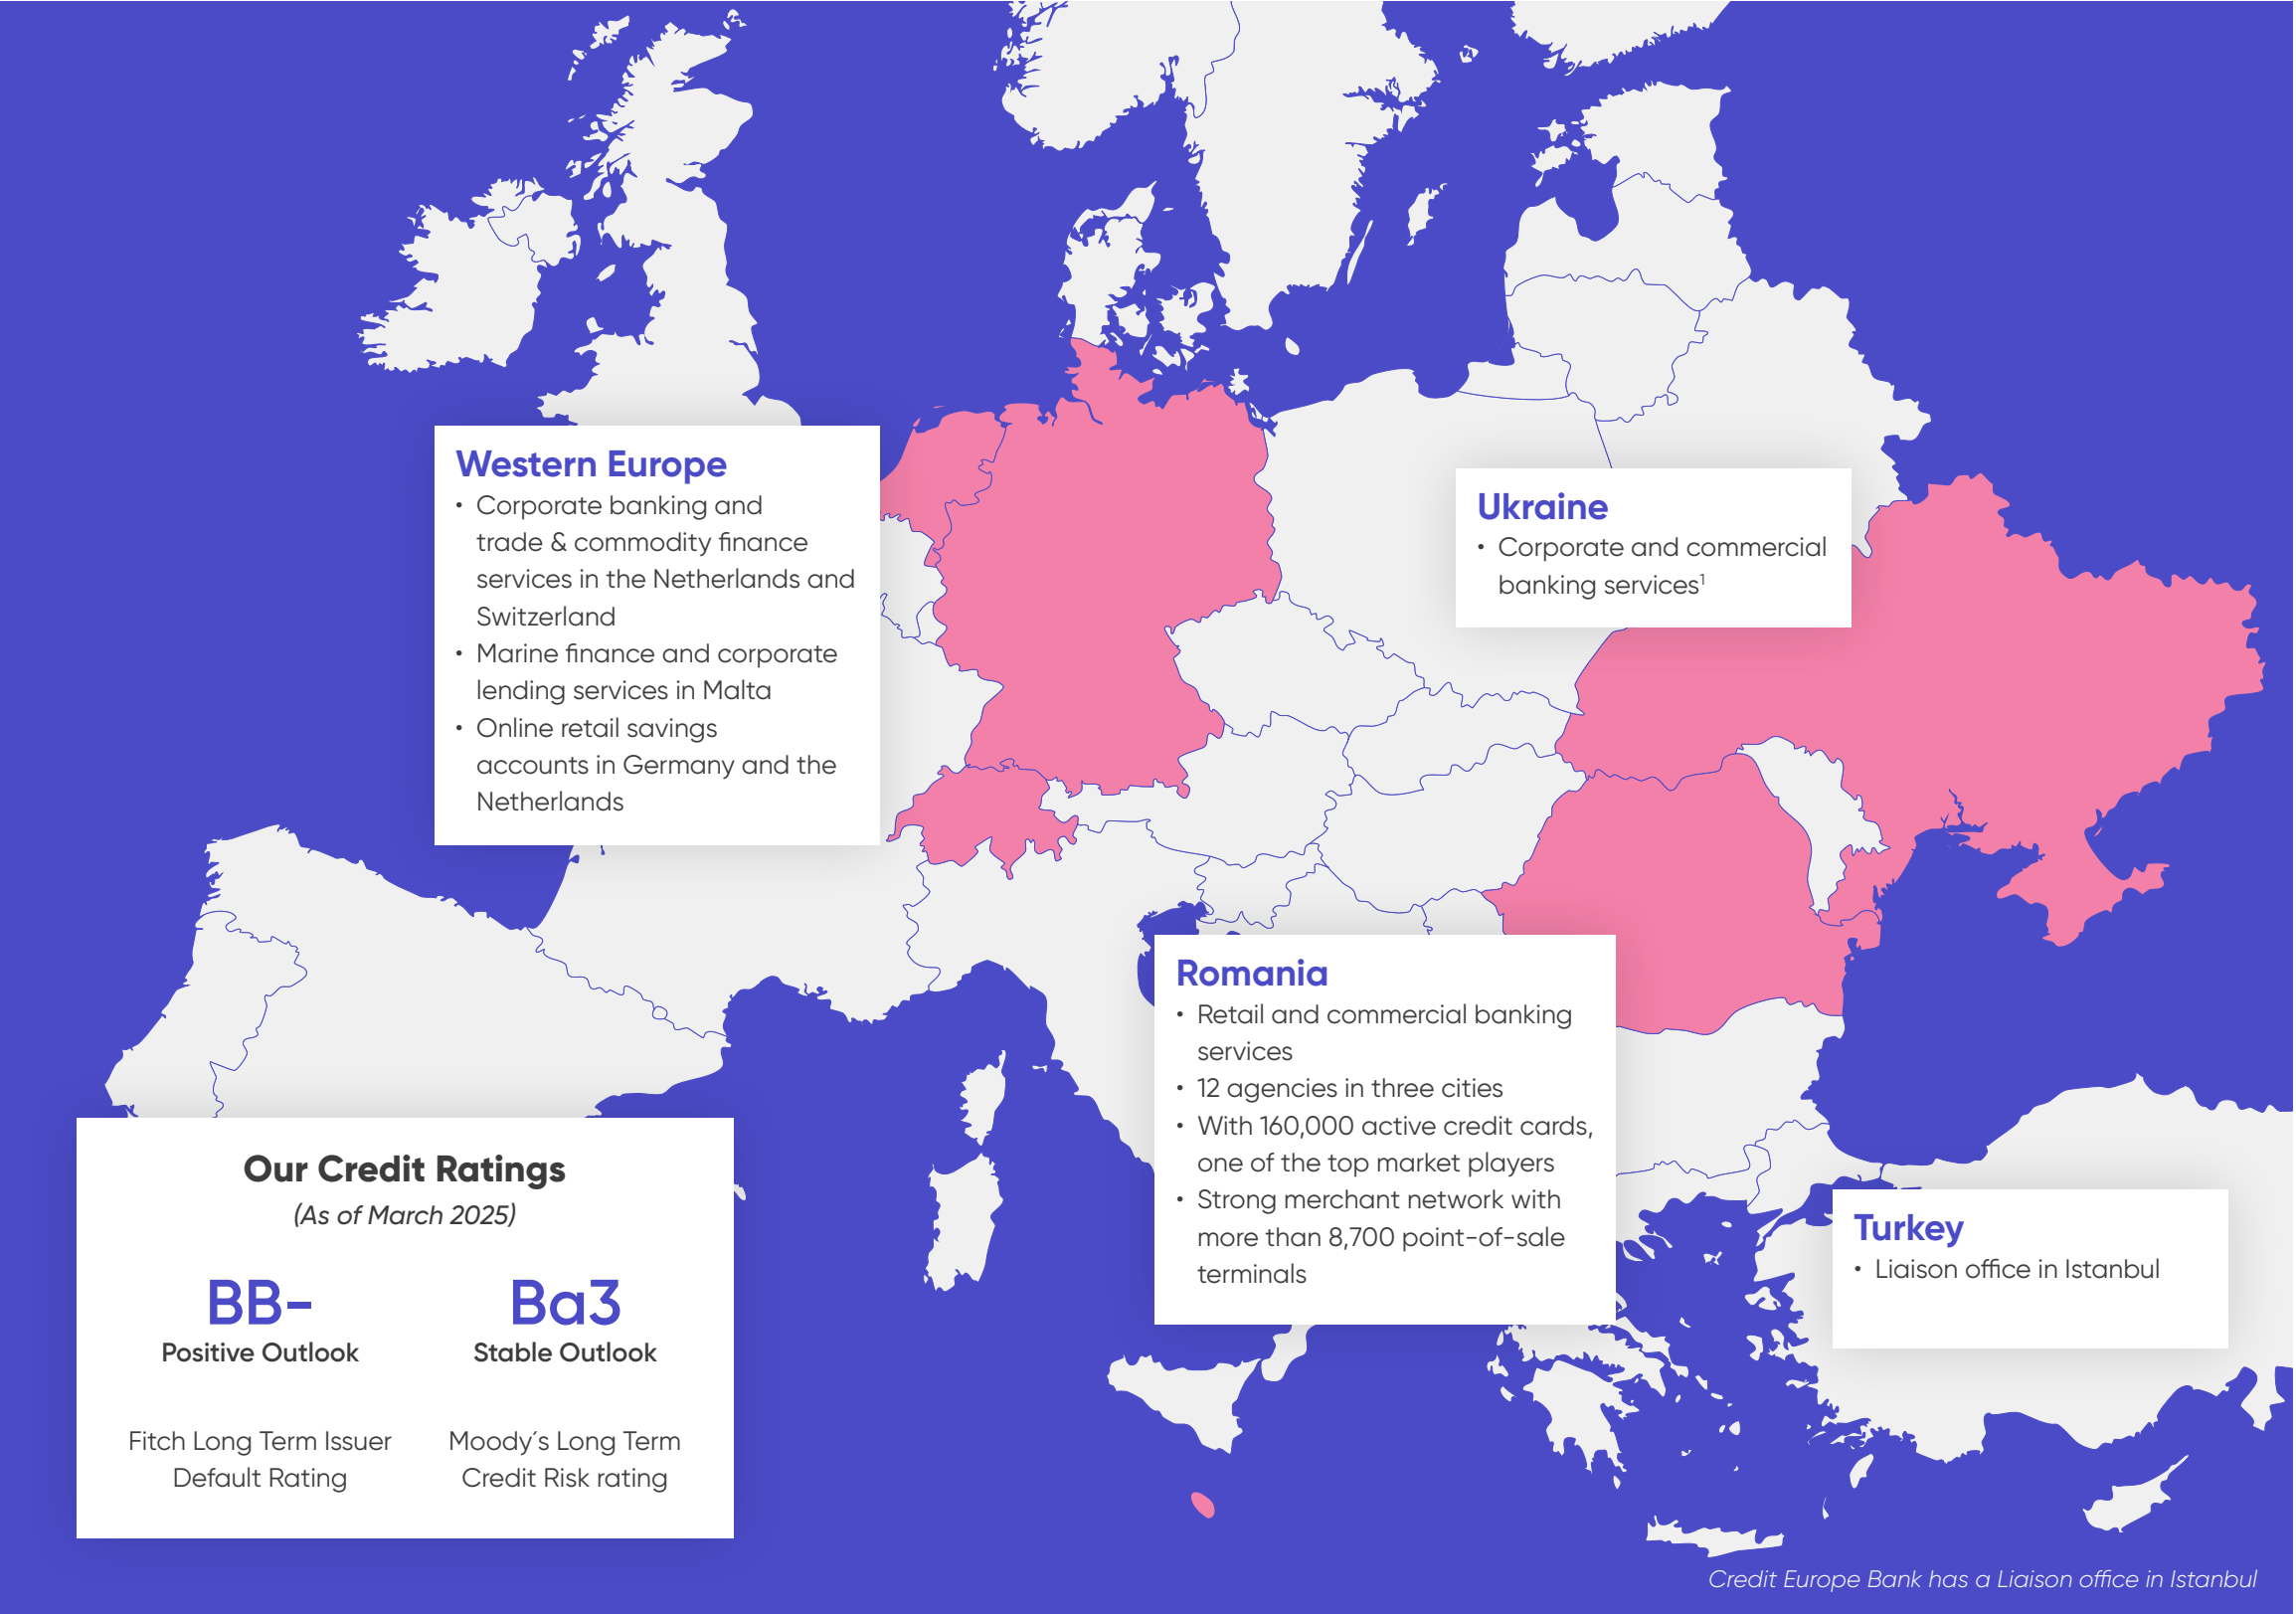 Western Europe
• Corporate banking and
trade & commodity finance
services in the Netherlands and
Switzerland
• Marine finance and corporate
lending services in Malta
• Online retail savings
accounts in Germany and the
Netherlands
Ukraine
• Corporate and commercial
banking services¹
Romania
• Retail and commercial banking
services
• 12 agencies in three cities
• With 160,000 active credit cards,
one of the top market players
• Strong merchant network with
more than 8,700 point-of-sale
terminals
Turkey
• Liaison office in Istanbul
Our Credit Ratings
(As of March 2025)
BB-
Positive Outlook
Fitch Long Term Issuer
Default Rating
Ba3
Stable Outlook
Moody´s Long Term
Credit Risk rating
Credit Europe Bank has a Liaison office in Istanbul